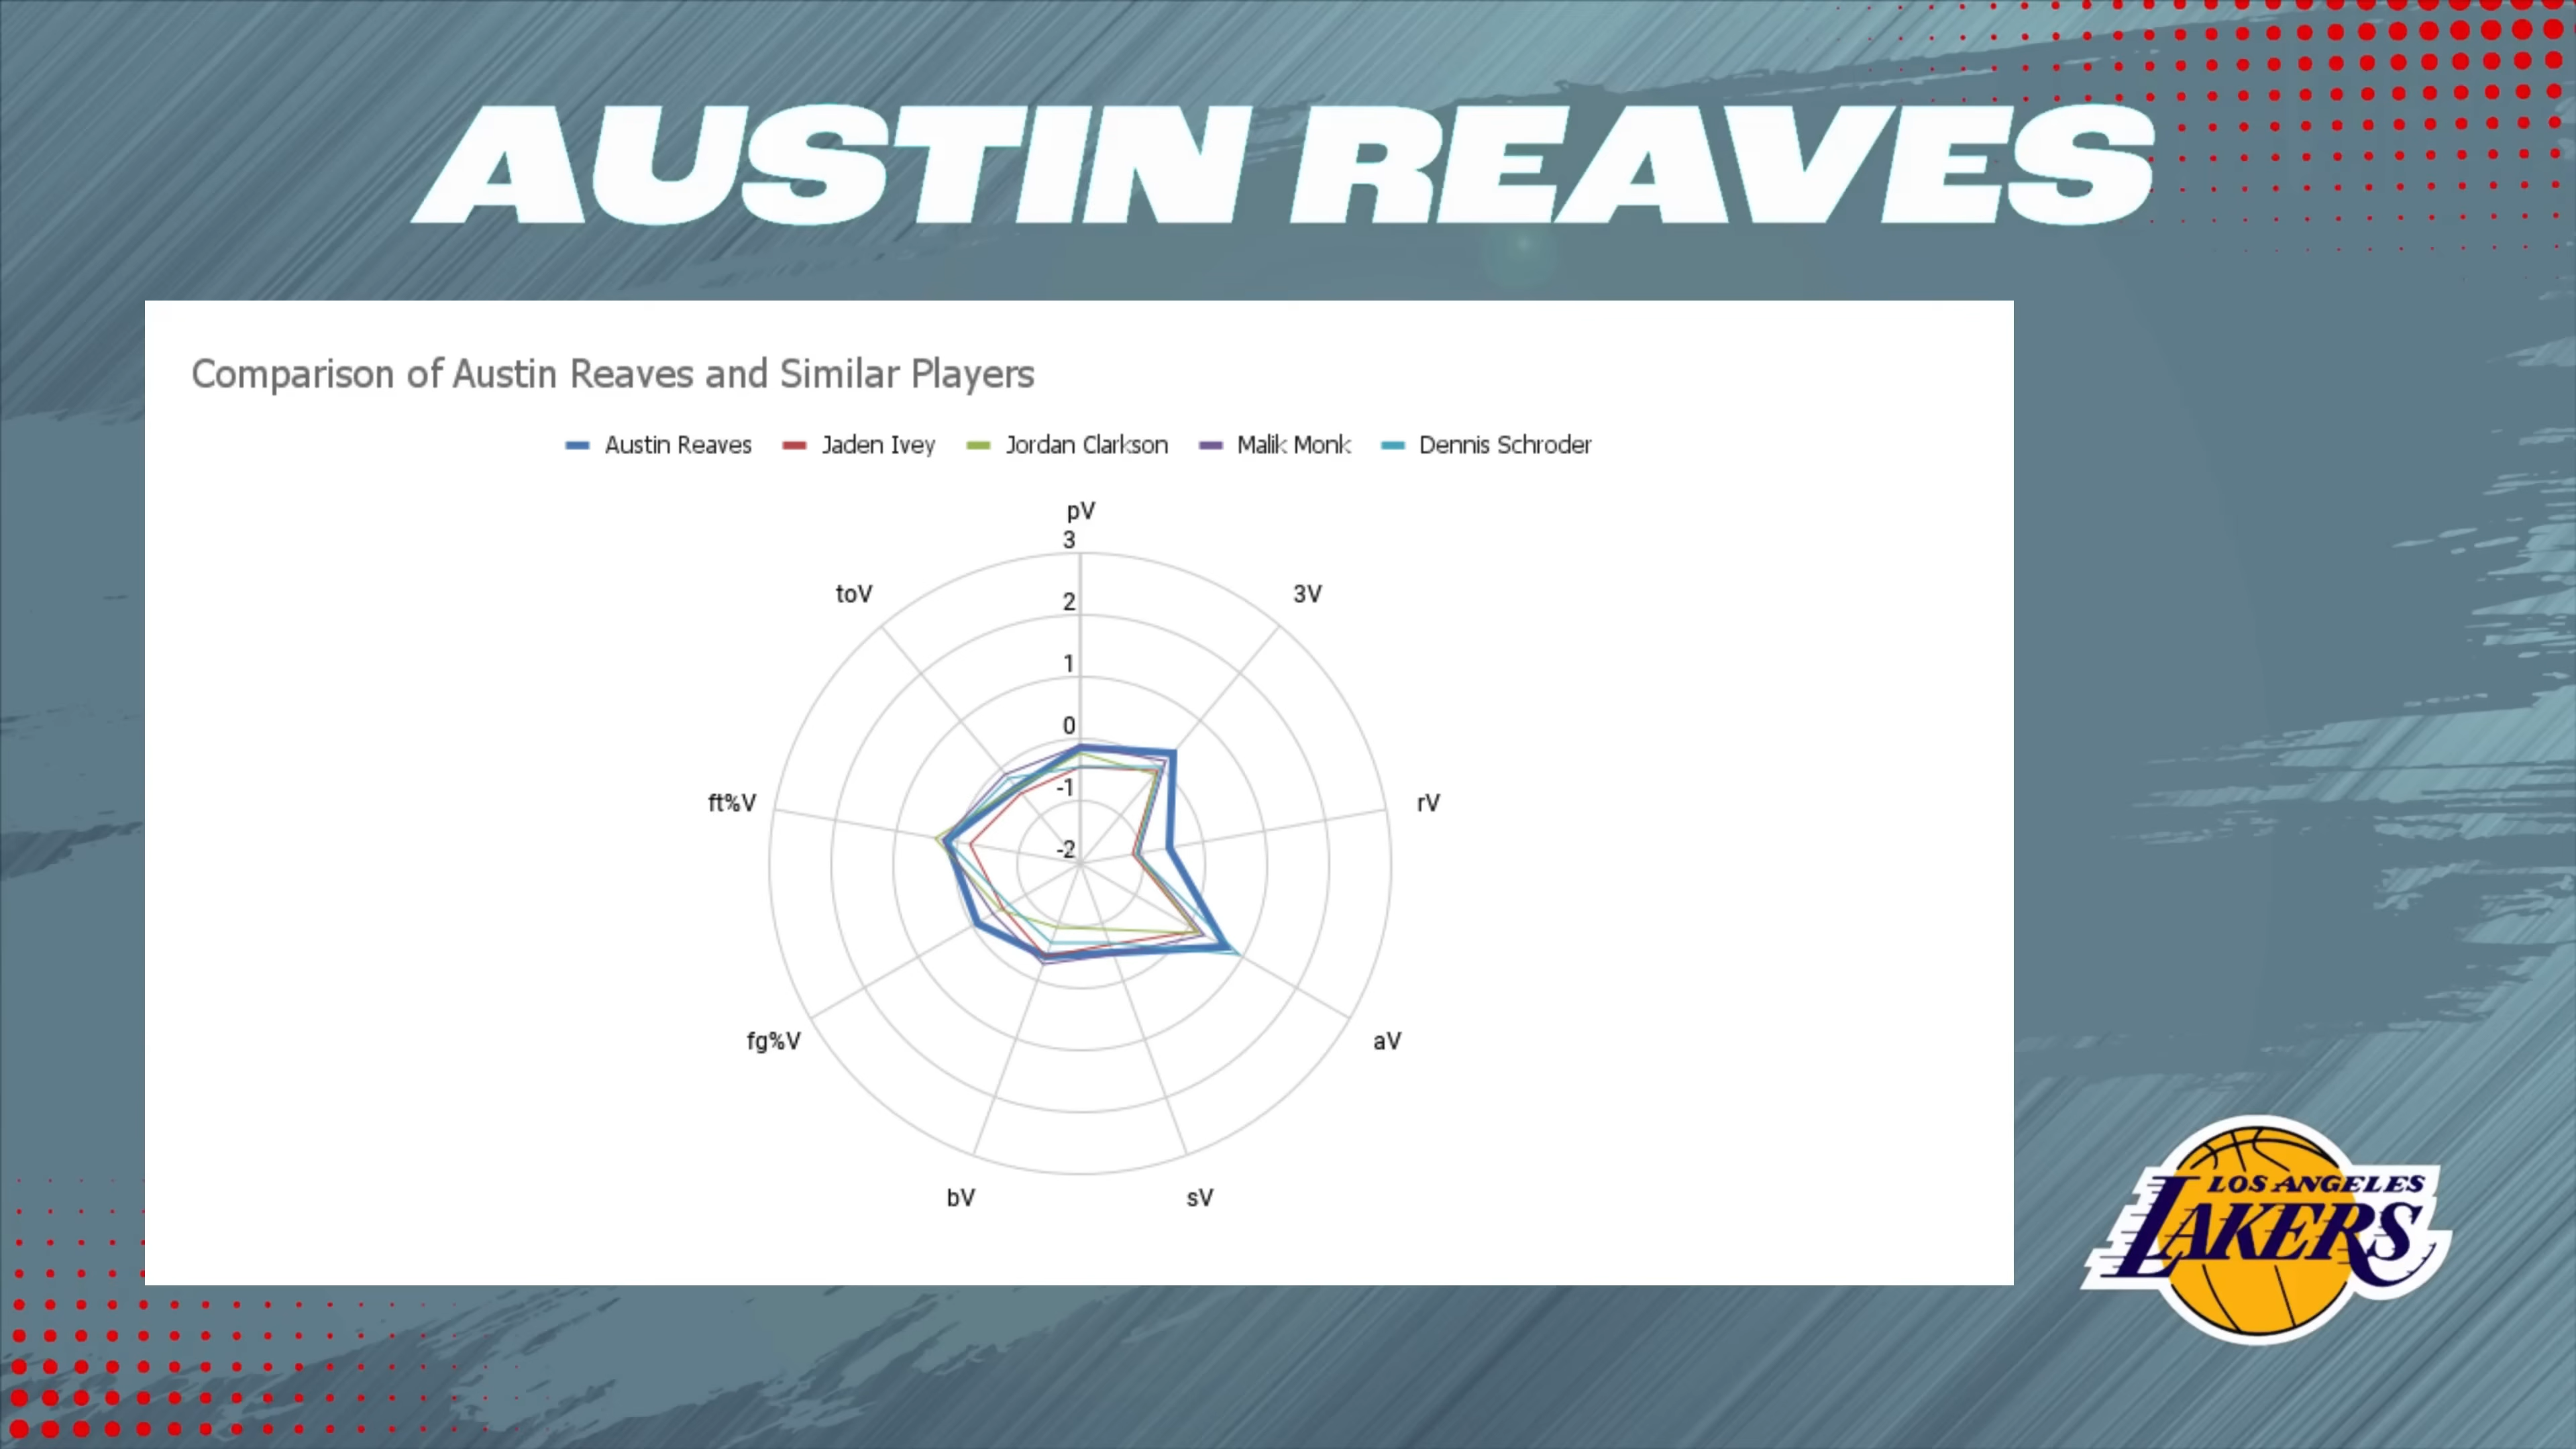 AUSTIN REAVES
Comparison of Austin Reaves and Similar Players
Austin Reaves Jaden Ivey Jordan Clarkson Malik Monk Dennis Schroder
pV
3
toV 3V
2
1
0
-1
ft%V rV
-2
fg%V aV
bV sV
LOS ANGELES
LAKERS